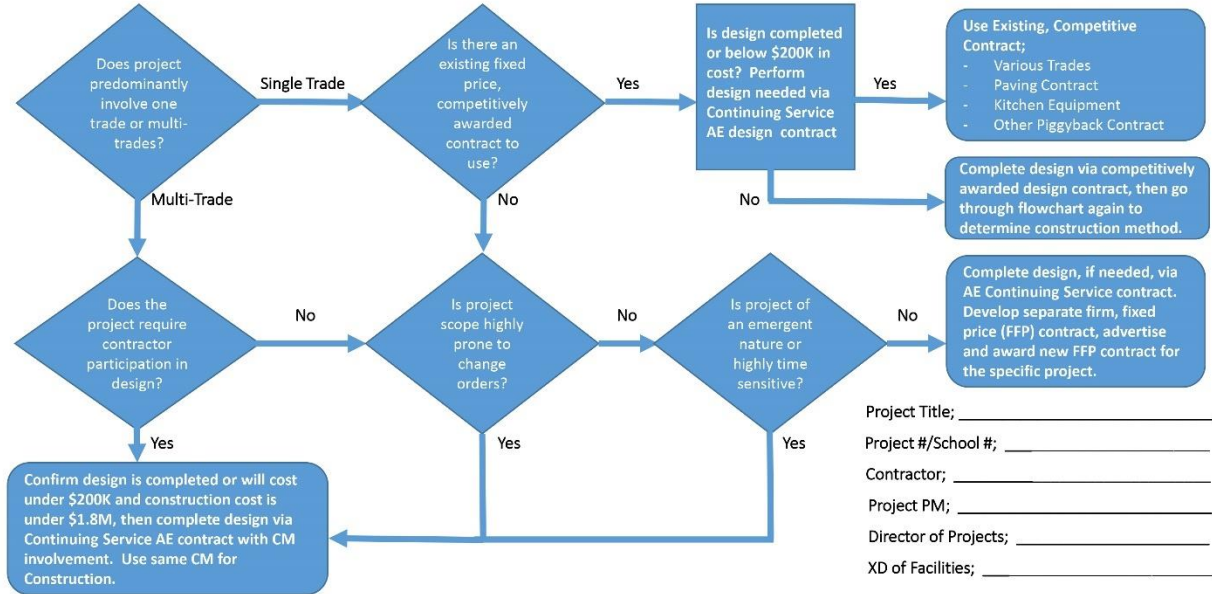 Does project
predominantly
involve one
trade or multi-
trades?
Single Trade
Is there an
existing fixed
price,
competitively
awarded
contract to
use?
Yes
Is design completed
or below $200K in
cost?  Perform
design needed via
Continuing Service
AE design  contract
Yes
Use Existing, Competitive
Contract;
- Various Trades
- Paving Contract
- Kitchen Equipment
- Other Piggyback Contract
Multi-Trade
No
No
Complete design via competitively
awarded design contract, then go
through flowchart again to
determine construction method.
Does the
project require
contractor
participation in
design?
No
Is project
scope highly
prone to
change
orders?
No
Is project of
an emergent
nature or
highly time
sensitive?
No
Complete design, if needed, via
AE Continuing Service contract.
Develop separate firm, fixed
price (FFP) contract, advertise
and award new FFP contract for
the specific project.
Yes
Yes
Yes
Confirm design is completed or will cost
under $200K and construction cost is
under $1.8M, then complete design via
Continuing Service AE contract with CM
involvement.  Use same CM for
Construction.
Project Title;
Project #/School #;
Contractor;
Project PM;
Director of Projects;
XD of Facilities;